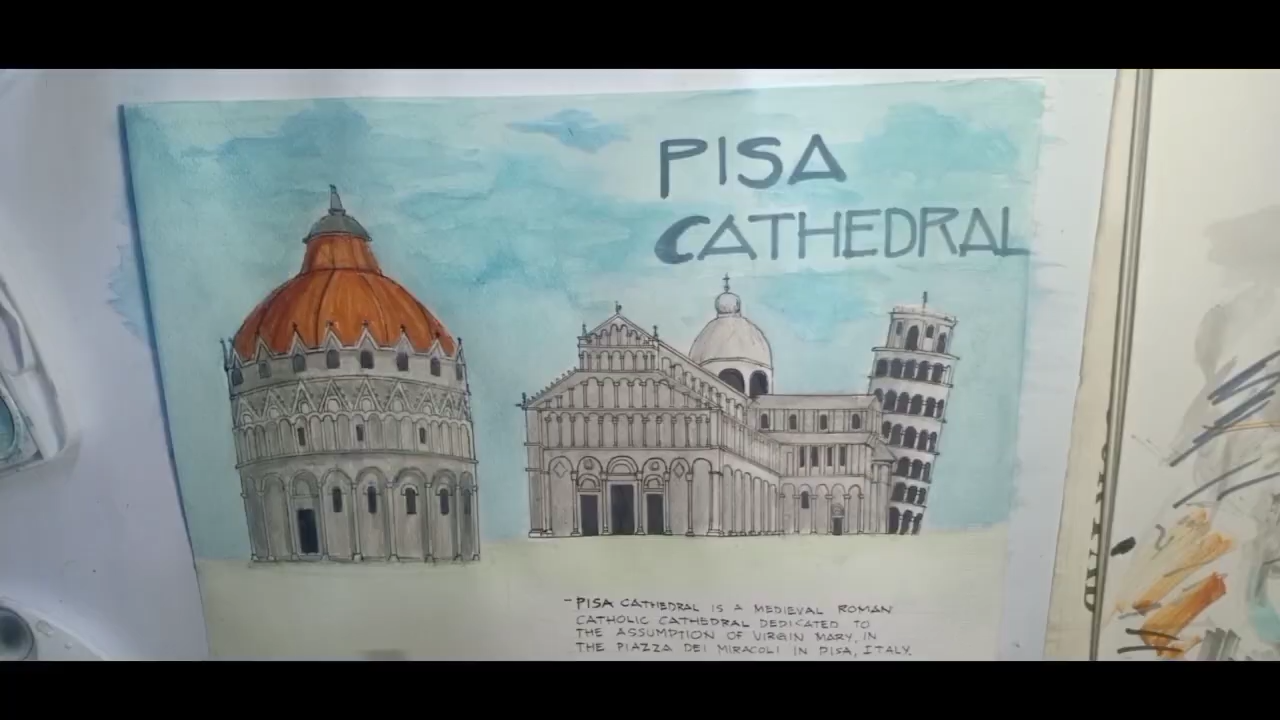 PISA
CATHEDRAL
- PISA CATHEDRAL IS A MEDIEVAL ROMAN
CATHOLIC CATHEDRAL DEDICATED TO
THE ASSUMPTION OF VIRGIN MARY, IN
THE PIAZZA DEI MIRACOLI IN PISA, ITALY.